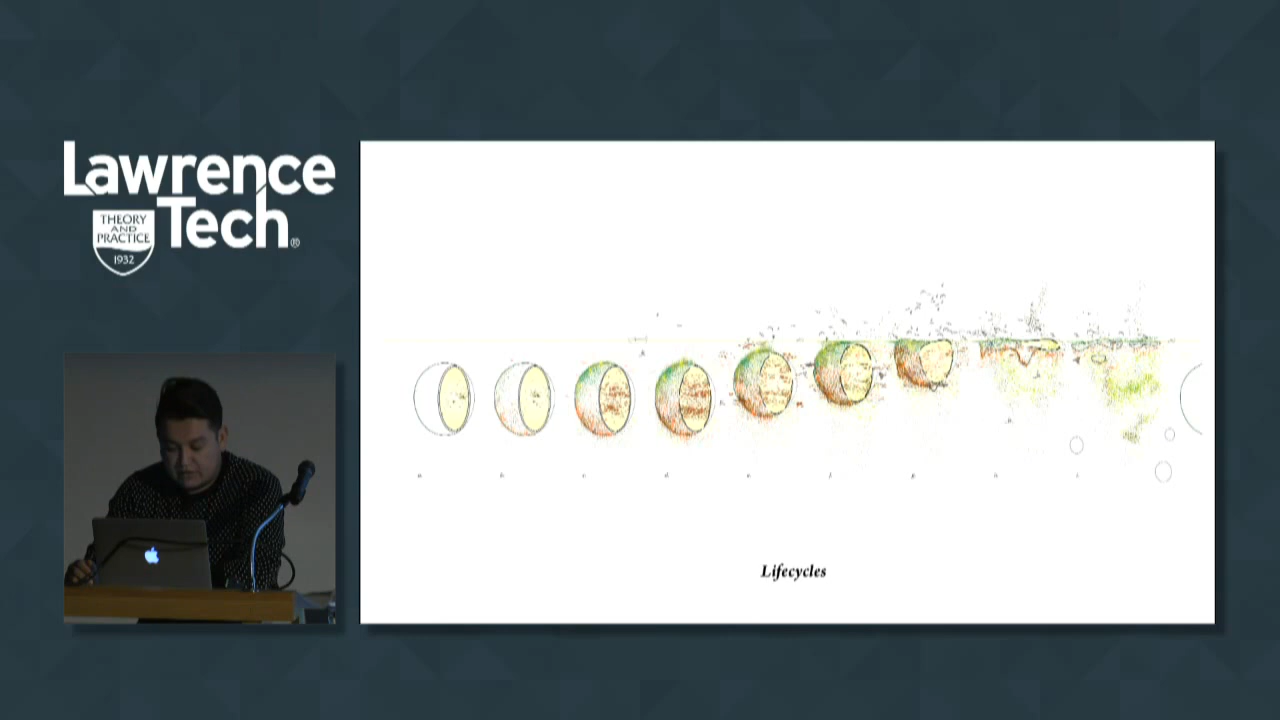 Lawrence
Tech®
THEORY
AND
PRACTICE
1932
Lifecycles